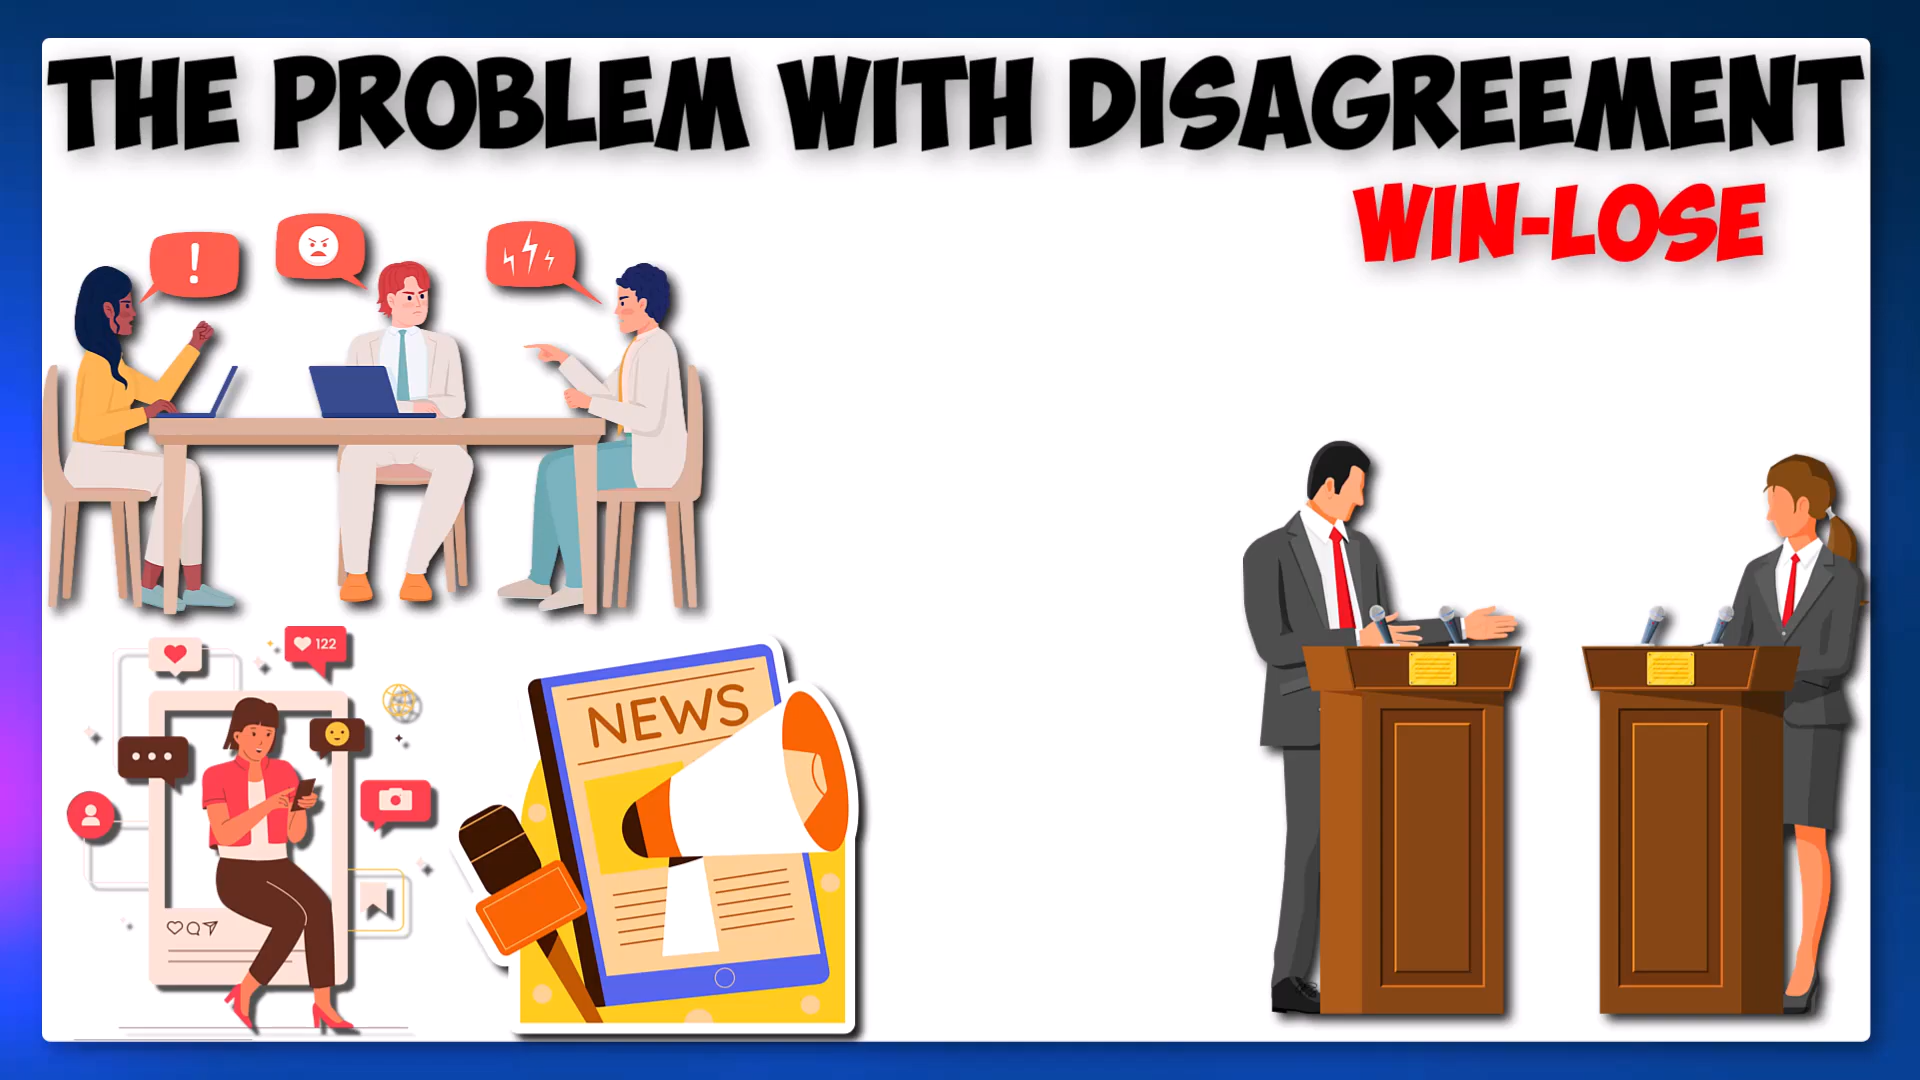 THE PROBLEM WITH DISAGREEMENT
WIN-LOSE
!
122
NEWS